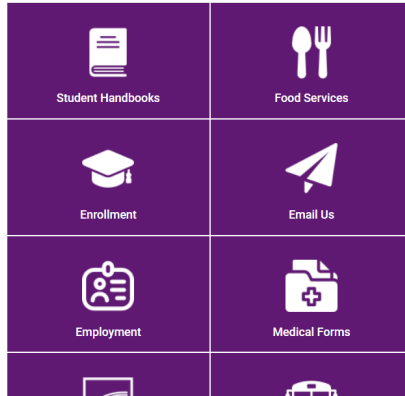 Student Handbooks
Food Services
Enrollment
Email Us
Employment
Medical Forms